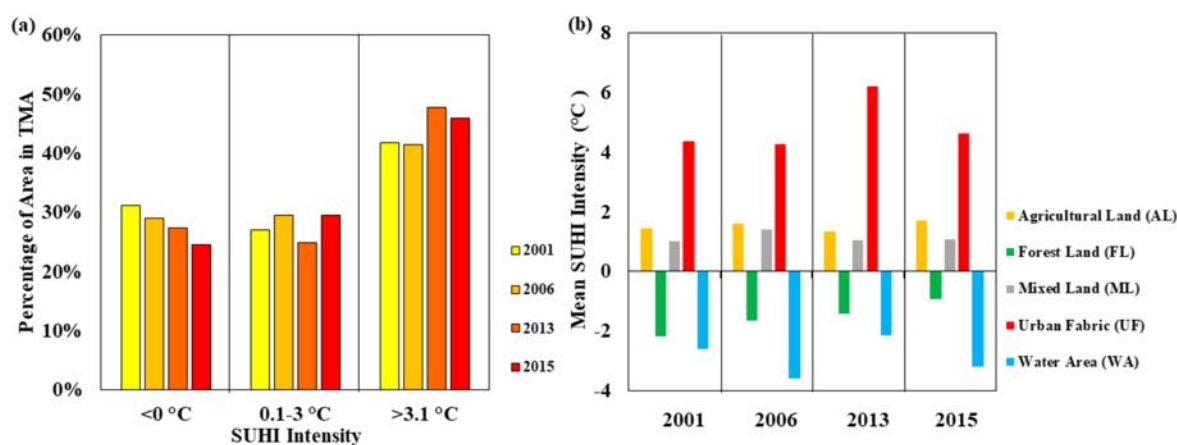 (a)
60%
50%
40%
30%
20%
10%
0%
Percentage of Area in TMA
<0 °C 0.1-3 °C >3.1 °C
SUHI Intensity
2001
2006
2013
2015
(b)
8
6
4
2
0
-2
-4
Mean SUHI Intensity (°C )
2001 2006 2013 2015
Agricultural Land (AL)
Forest Land (FL)
Mixed Land (ML)
Urban Fabric (UF)
Water Area (WA)